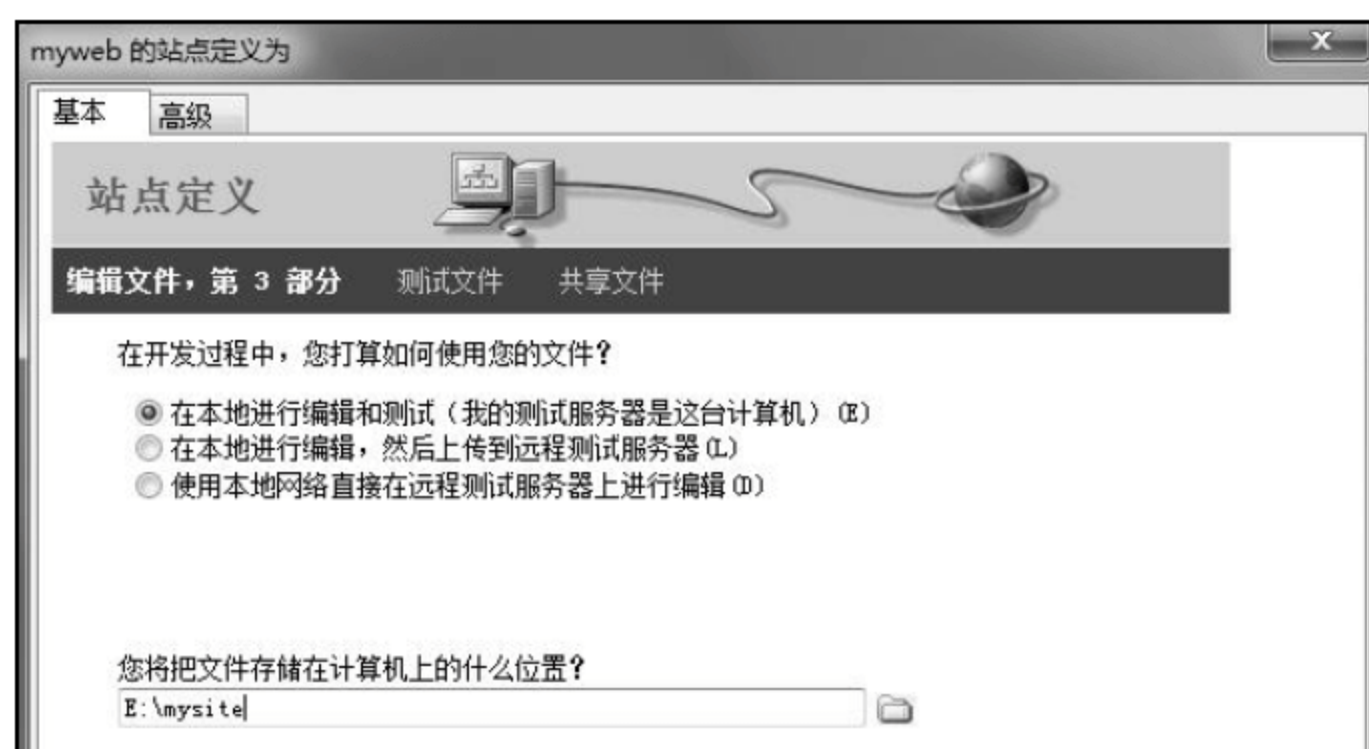 myweb 的站点定义为
基本 高级
站点定义
编辑文件，第 3 部分 测试文件 共享文件
在开发过程中，您打算如何使用您的文件?
在本地进行编辑和测试（我的测试服务器是这台计算机）(E)
在本地进行编辑，然后上传到远程测试服务器(L)
使用本地网络直接在远程测试服务器上进行编辑(D)
您将把文件存储在计算机上的什么位置?
E:\mysite